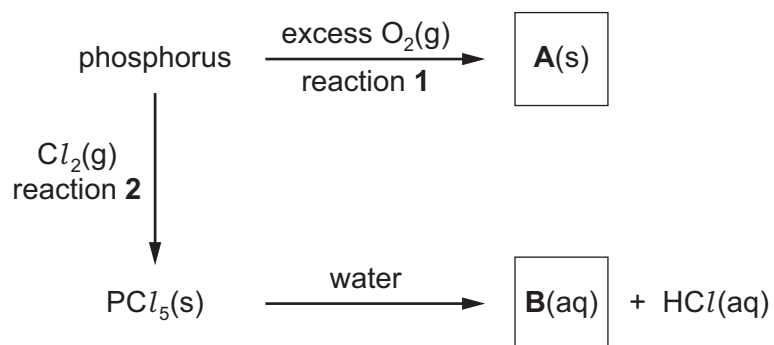 excess O₂(g)
phosphorus
A(s)
reaction 1
Cl₂(g)
reaction 2
water
PCl₅(s)
B(aq) + HCl(aq)